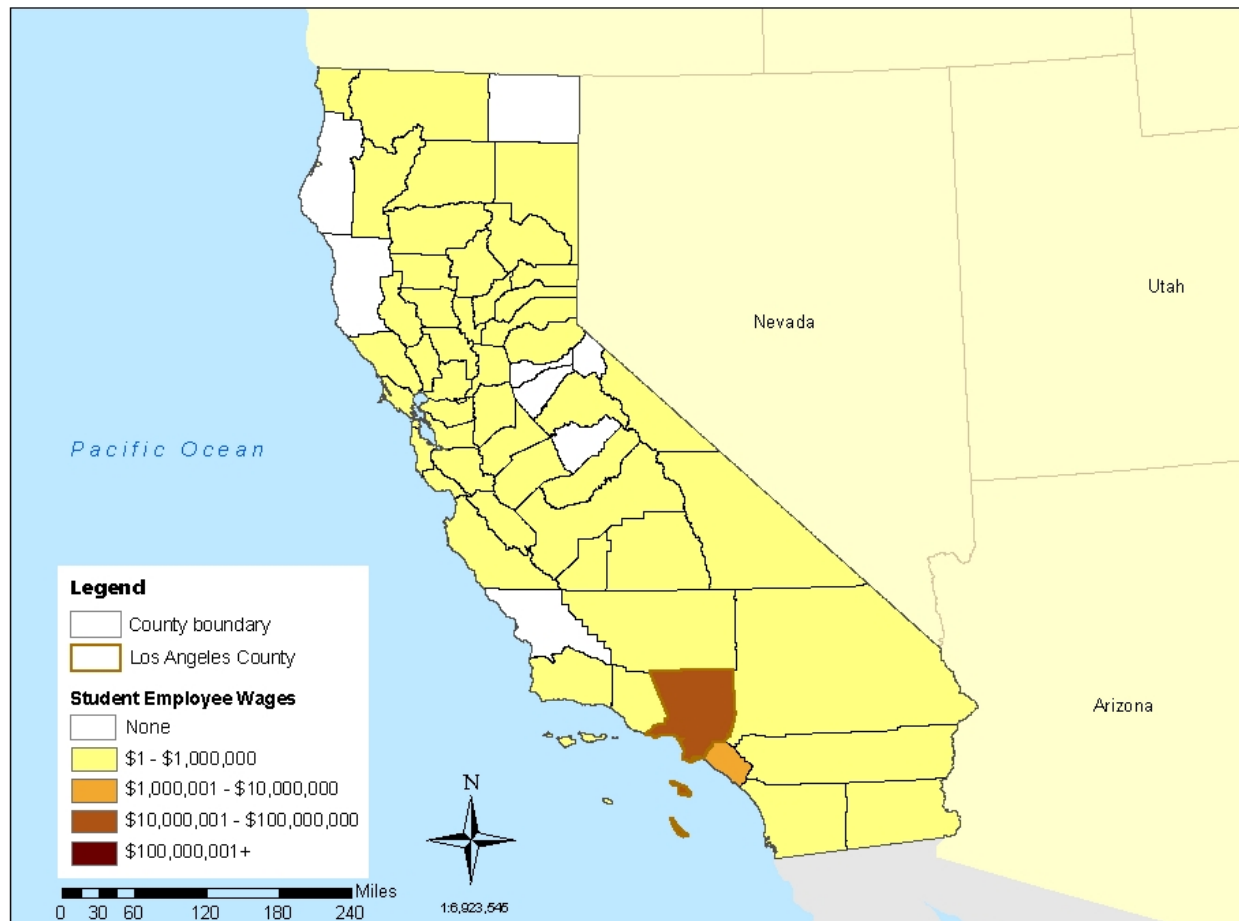 Utah
Nevada
Pacific Ocean
Arizona
Legend
County boundary
Los Angeles County
Student Employee Wages
None
$1 - $1,000,000
$1,000,001 - $10,000,000
$10,000,001 - $100,000,000
$100,000,001+
N
Miles
0 30 60 120 180 240
1:6,923,545